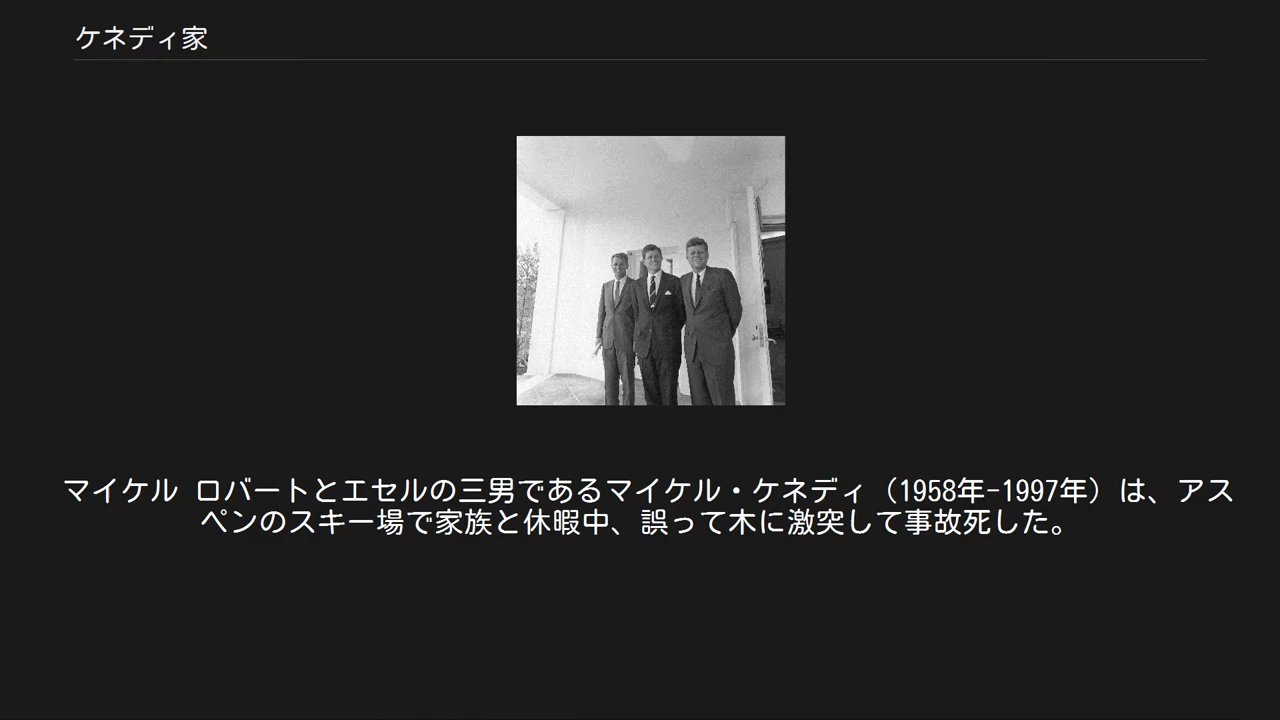 ケネディ家
マイケル ロバートとエセルの三男であるマイケル・ケネディ（1958年-1997年）は、アス
ペンのスキー場で家族と休暇中、誤って木に激突して事故死した。